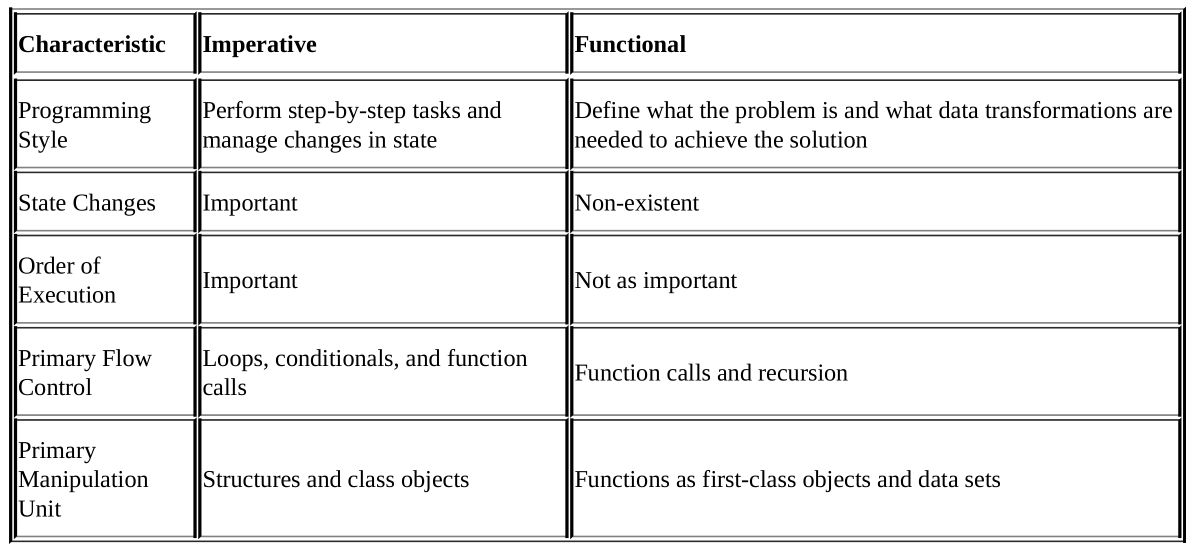 Characteristic Imperative Functional
Programming Style Perform step-by-step tasks and manage changes in state Define what the problem is and what data transformations are needed to achieve the solution
State Changes Important Non-existent
Order of Execution Important Not as important
Primary Flow Control Loops, conditionals, and function calls Function calls and recursion
Primary Manipulation Unit Structures and class objects Functions as first-class objects and data sets